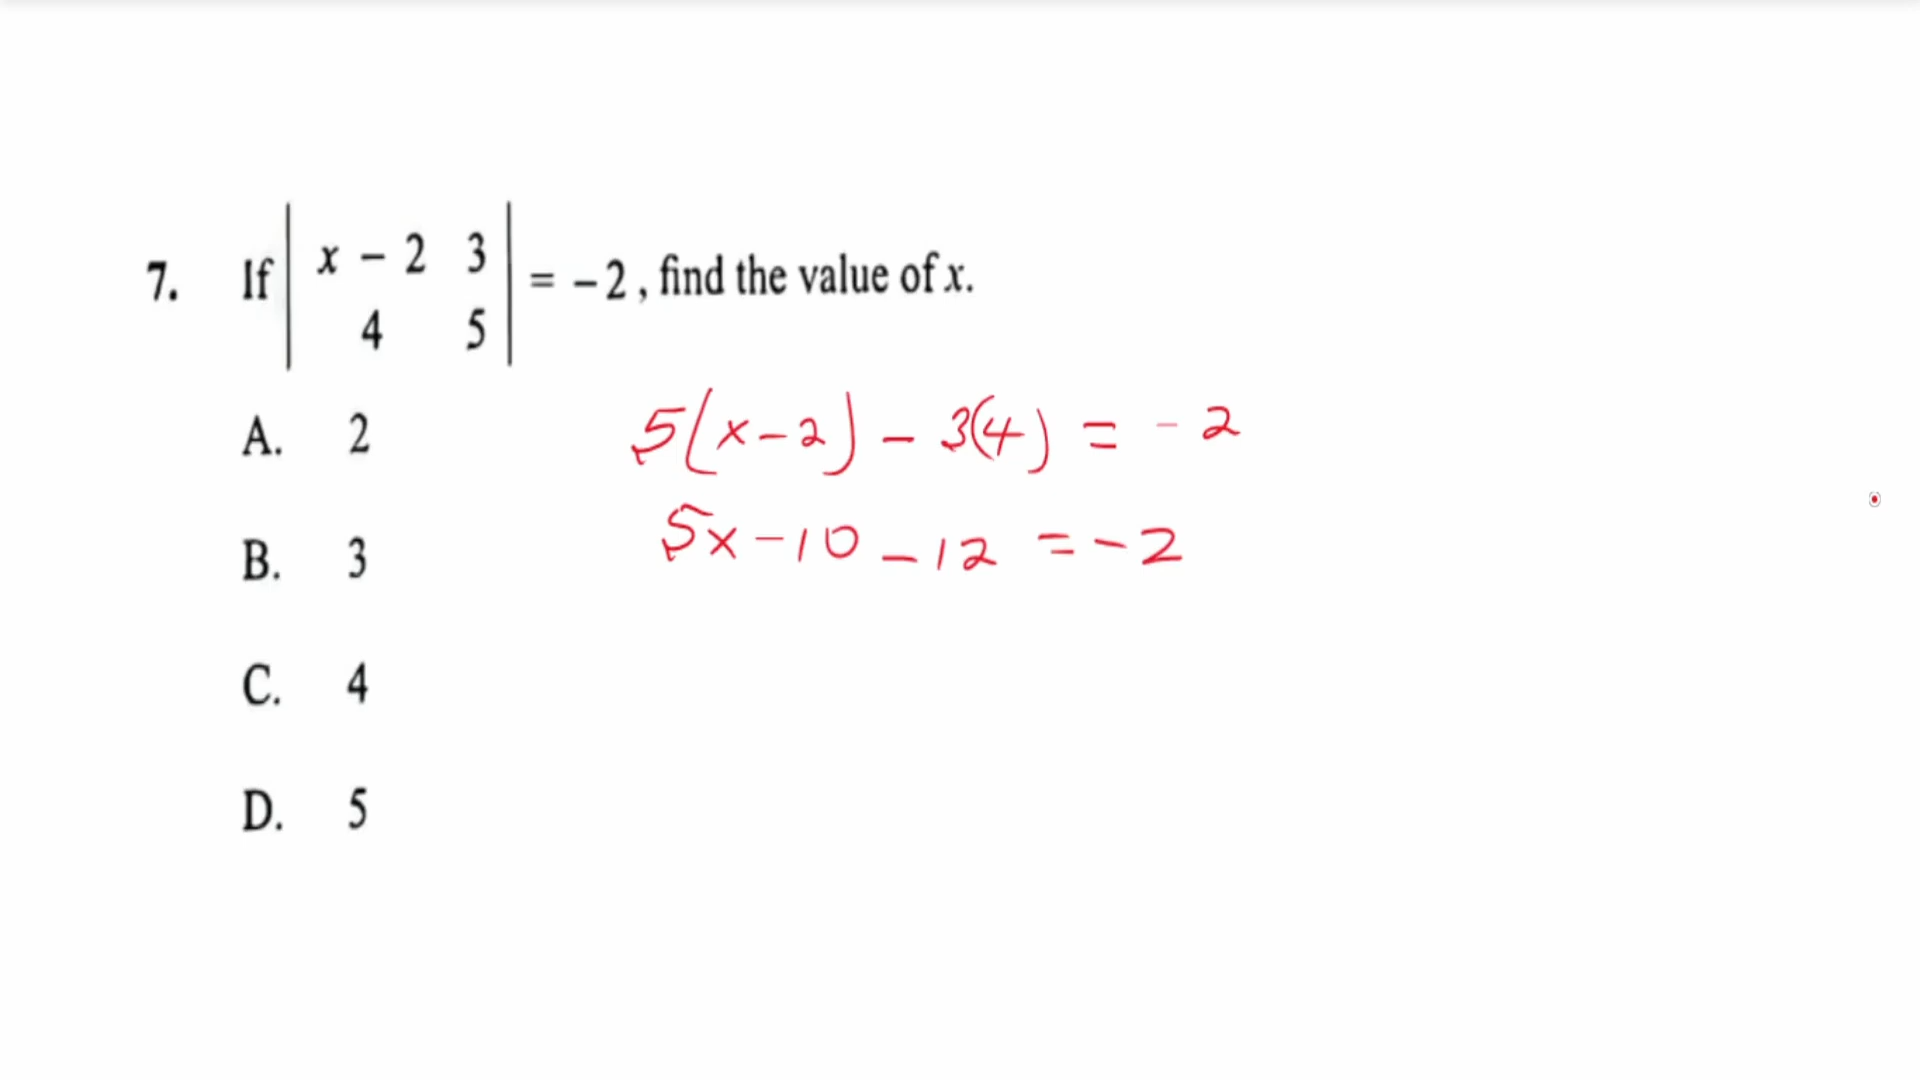 7. If | x − 2 3 | = −2 , find the value of x.
4 5
A. 2
5(x−2) − 3(4) = -2
B. 3
5x−10 −12 = −2
C. 4
D. 5